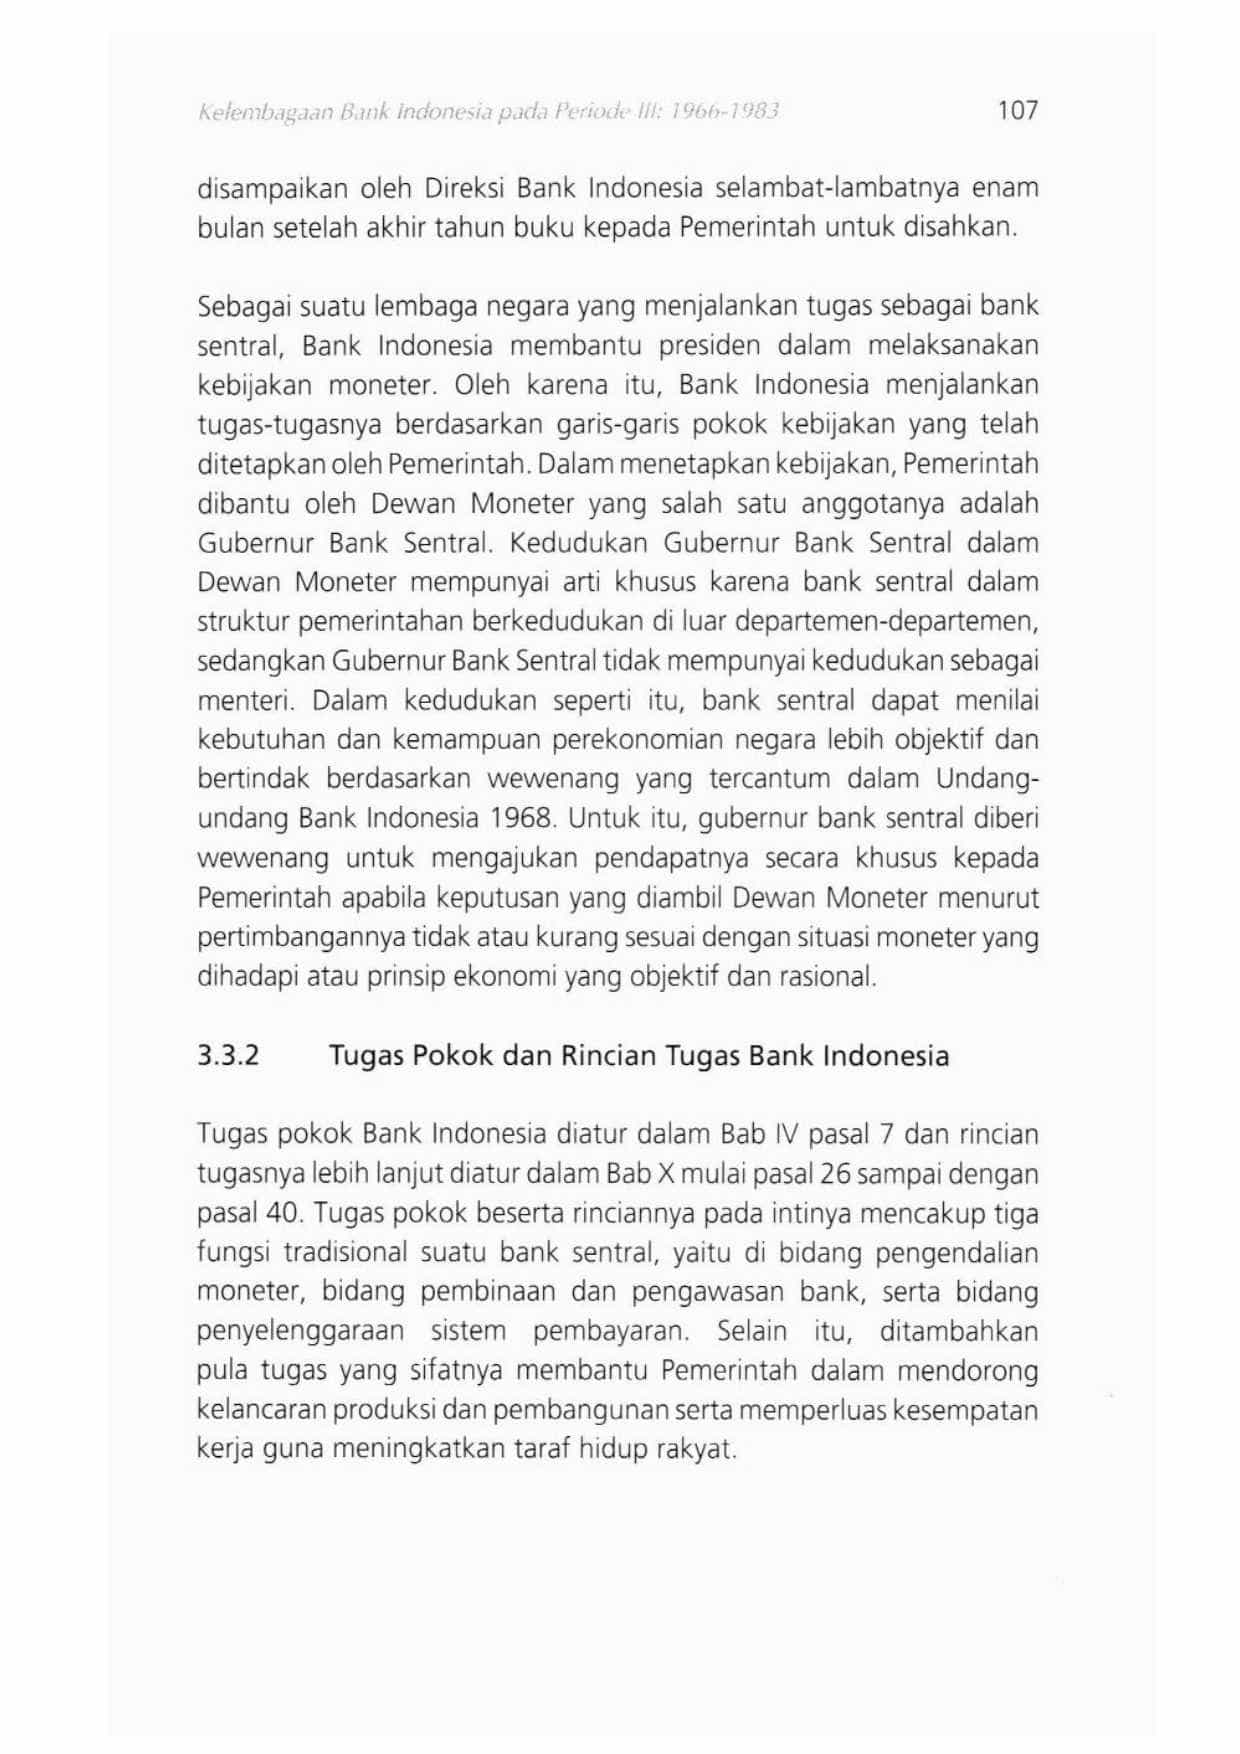 Kelembagaan Bank Indonesia pada Periode III: 1966-1983 107
disampaikan oleh Direksi Bank Indonesia selambat-lambatnya enam
bulan setelah akhir tahun buku kepada Pemerintah untuk disahkan.
Sebagai suatu lembaga negara yang menjalankan tugas sebagai bank
sentral, Bank Indonesia membantu presiden dalam melaksanakan
kebijakan moneter. Oleh karena itu, Bank Indonesia menjalankan
tugas-tugasnya berdasarkan garis-garis pokok kebijakan yang telah
ditetapkan oleh Pemerintah. Dalam menetapkan kebijakan, Pemerintah
dibantu oleh Dewan Moneter yang salah satu anggotanya adalah
Gubernur Bank Sentral. Kedudukan Gubernur Bank Sentral dalam
Dewan Moneter mempunyai arti khusus karena bank sentral dalam
struktur pemerintahan berkedudukan di luar departemen-departemen,
sedangkan Gubernur Bank Sentral tidak mempunyai kedudukan sebagai
menteri. Dalam kedudukan seperti itu, bank sentral dapat menilai
kebutuhan dan kemampuan perekonomian negara lebih objektif dan
bertindak berdasarkan wewenang yang tercantum dalam Undang-
undang Bank Indonesia 1968. Untuk itu, gubernur bank sentral diberi
wewenang untuk mengajukan pendapatnya secara khusus kepada
Pemerintah apabila keputusan yang diambil Dewan Moneter menurut
pertimbangannya tidak atau kurang sesuai dengan situasi moneter yang
dihadapi atau prinsip ekonomi yang objektif dan rasional.
3.3.2 Tugas Pokok dan Rincian Tugas Bank Indonesia
Tugas pokok Bank Indonesia diatur dalam Bab IV pasal 7 dan rincian
tugasnya lebih lanjut diatur dalam Bab X mulai pasal 26 sampai dengan
pasal 40. Tugas pokok beserta rinciannya pada intinya mencakup tiga
fungsi tradisional suatu bank sentral, yaitu di bidang pengendalian
moneter, bidang pembinaan dan pengawasan bank, serta bidang
penyelenggaraan sistem pembayaran. Selain itu, ditambahkan
pula tugas yang sifatnya membantu Pemerintah dalam mendorong
kelancaran produksi dan pembangunan serta memperluas kesempatan
kerja guna meningkatkan taraf hidup rakyat.